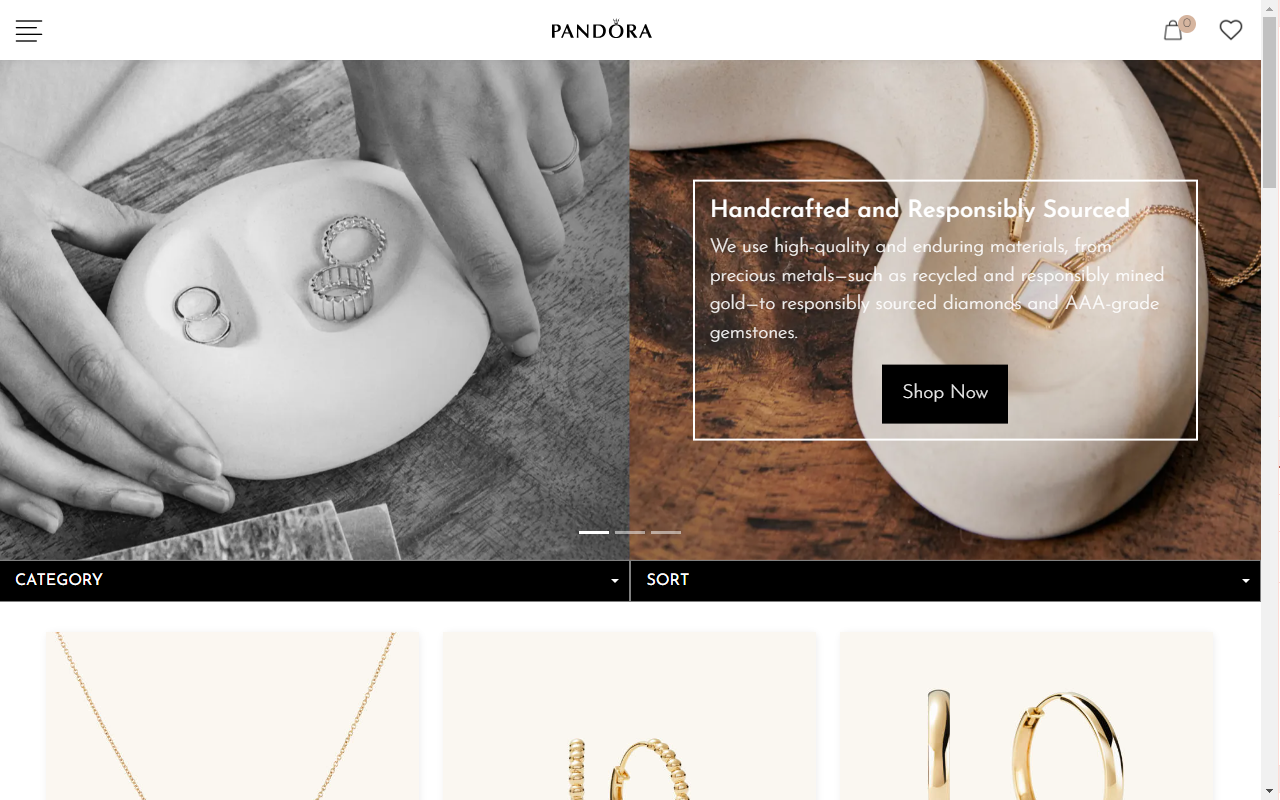 PANDORA
0
Handcrafted and Responsibly Sourced
We use high-quality and enduring materials, from
precious metals—such as recycled and responsibly mined
gold—to responsibly sourced diamonds and AAA-grade
gemstones.
Shop Now
CATEGORY
SORT